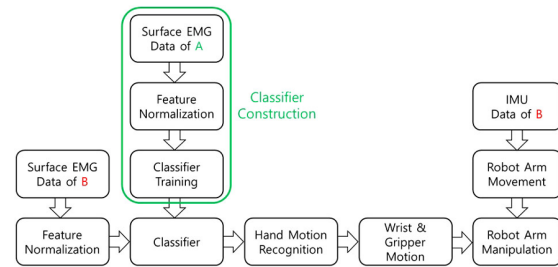 Surface EMG
Data of A
Feature
Normalization
Classifier
Training
Classifier
Construction
IMU
Data of B
Robot Arm
Movement
Surface EMG
Data of B
Feature
Normalization
Classifier
Hand Motion
Recognition
Wrist &
Gripper
Motion
Robot Arm
Manipulation